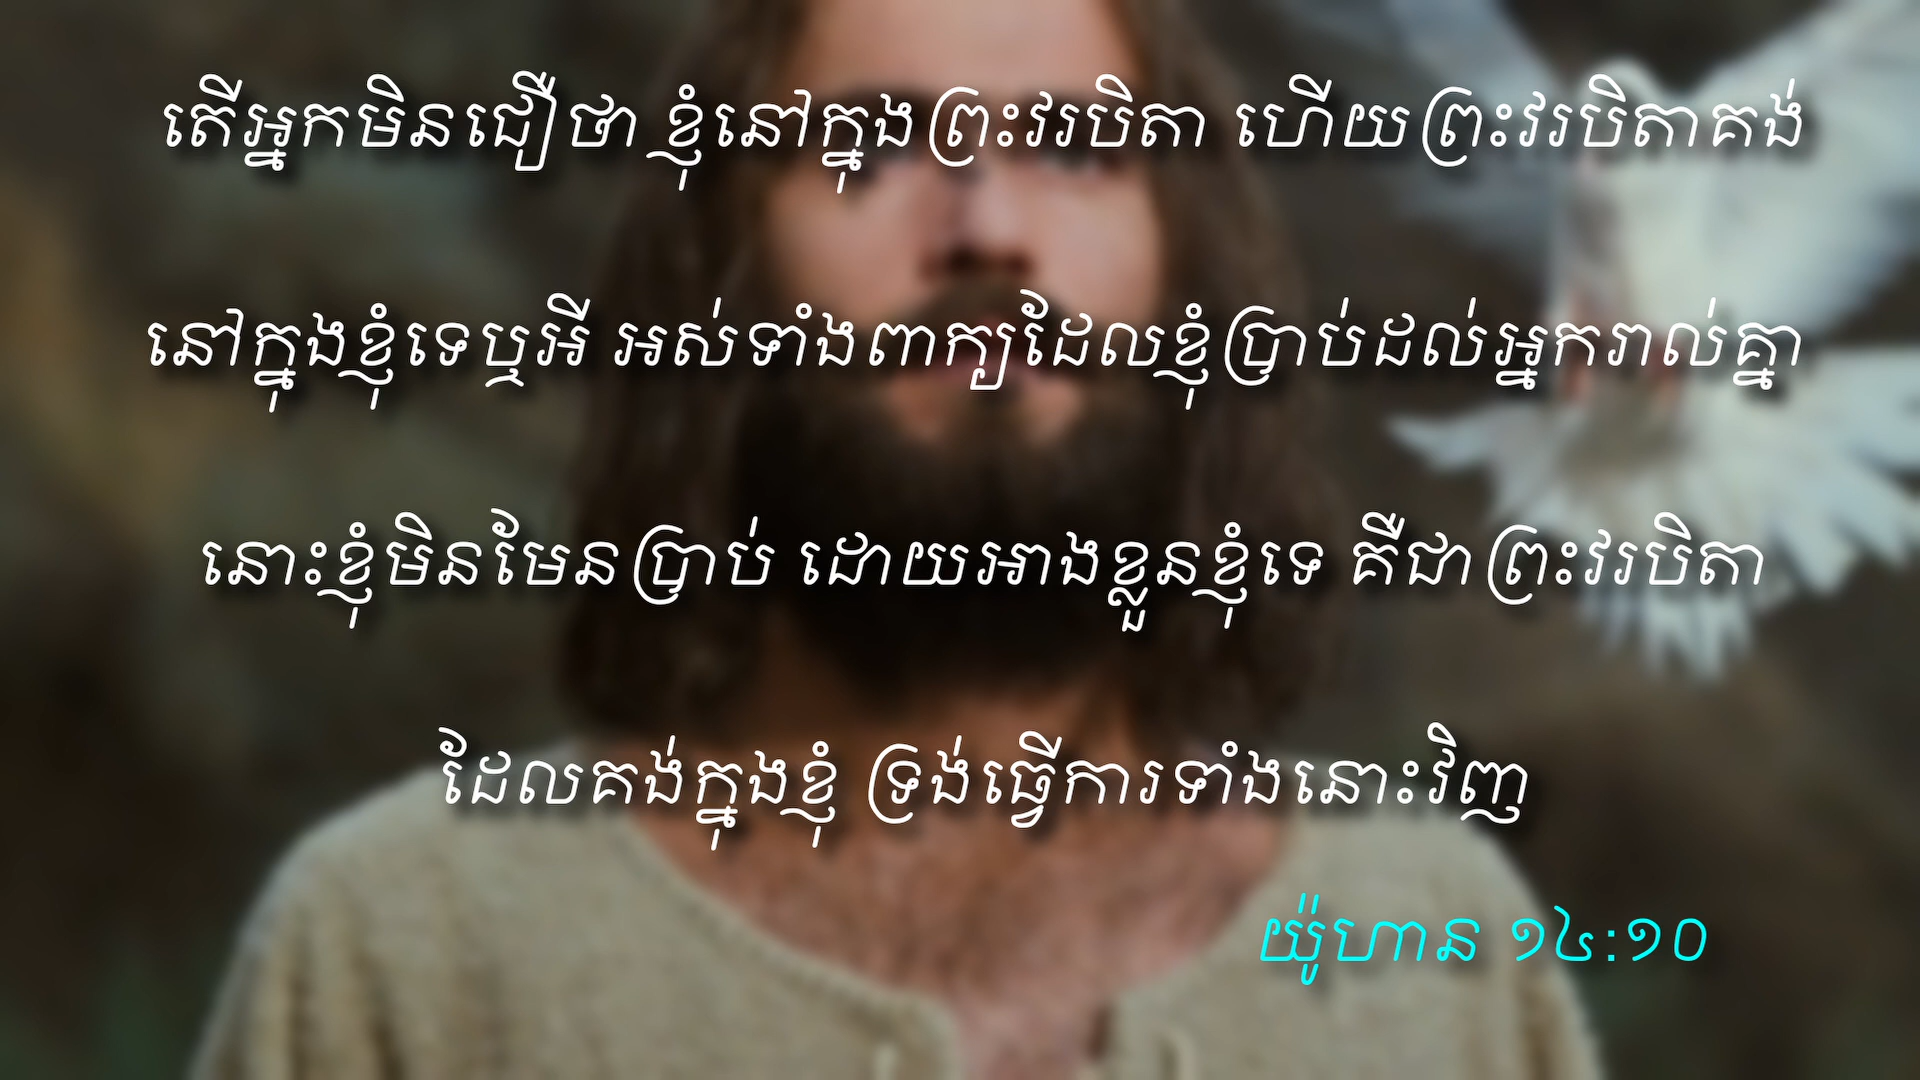 តើអ្នកមិនជឿថា ខ្ញុំនៅក្នុងព្រះវរបិតា ហើយព្រះវរបិតាគង់
នៅក្នុងខ្ញុំទេឬអី អស់ទាំងពាក្យដែលខ្ញុំប្រាប់ដល់អ្នករាល់គ្នា
នោះខ្ញុំមិនមែនប្រាប់ ដោយអាងខ្លួនខ្ញុំទេ គឺជាព្រះវរបិតា
ដែលគង់ក្នុងខ្ញុំ ទ្រង់ធ្វើការទាំងនោះវិញ
យ៉ូហាន ១៤:១០